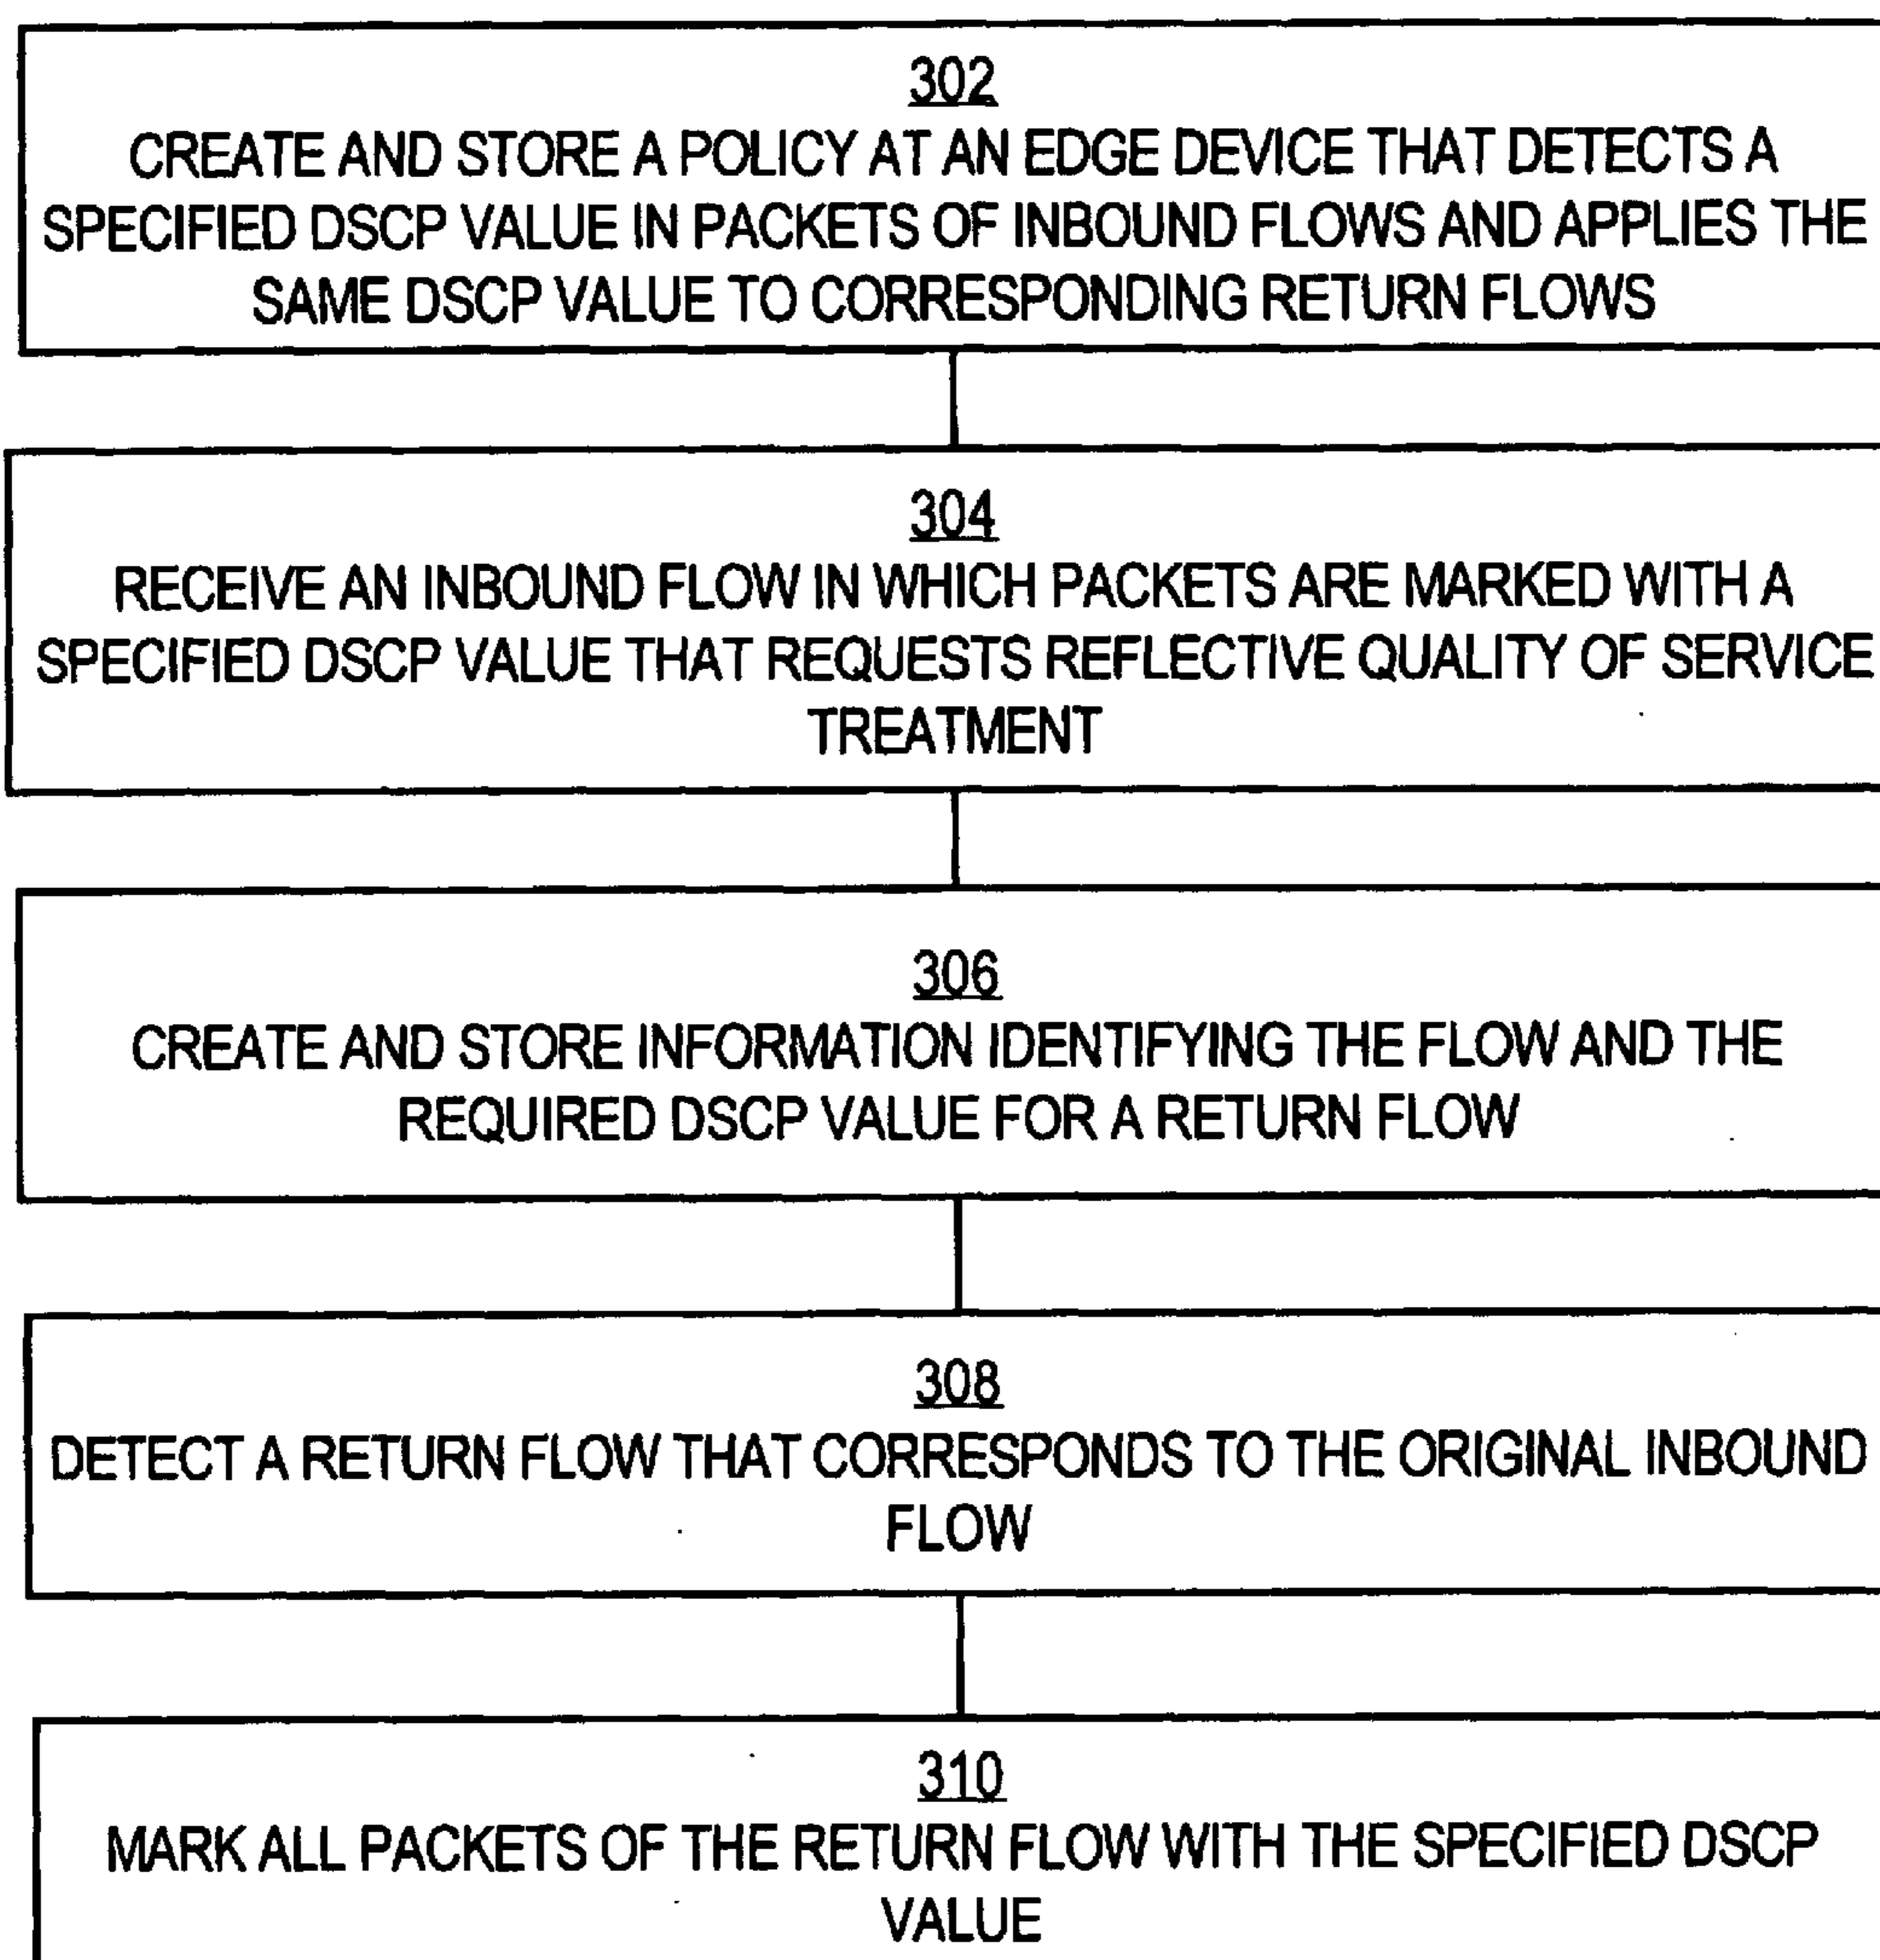 302
CREATE AND STORE A POLICY AT AN EDGE DEVICE THAT DETECTS A
SPECIFIED DSCP VALUE IN PACKETS OF INBOUND FLOWS AND APPLIES THE
SAME DSCP VALUE TO CORRESPONDING RETURN FLOWS
304
RECEIVE AN INBOUND FLOW IN WHICH PACKETS ARE MARKED WITH A
SPECIFIED DSCP VALUE THAT REQUESTS REFLECTIVE QUALITY OF SERVICE
TREATMENT
306
CREATE AND STORE INFORMATION IDENTIFYING THE FLOW AND THE
REQUIRED DSCP VALUE FOR A RETURN FLOW
308
DETECT A RETURN FLOW THAT CORRESPONDS TO THE ORIGINAL INBOUND
FLOW
310
MARK ALL PACKETS OF THE RETURN FLOW WITH THE SPECIFIED DSCP
VALUE